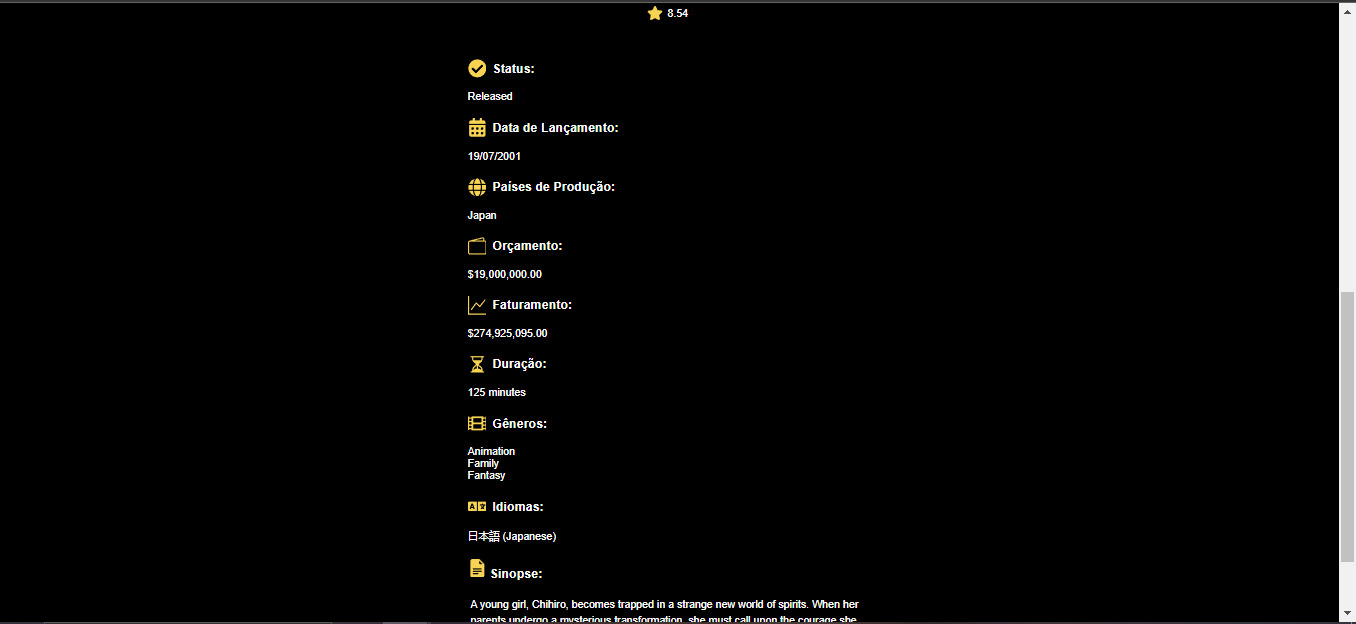 8.54
Status:
Released
Data de Lançamento:
19/07/2001
Países de Produção:
Japan
Orçamento:
$19,000,000.00
Faturamento:
$274,925,095.00
Duração:
125 minutes
Gêneros:
Animation
Family
Fantasy
Idiomas:
日本語 (Japanese)
Sinopse:
A young girl, Chihiro, becomes trapped in a strange new world of spirits. When her
parents undergo a mysterious transformation, she must call upon the courage she